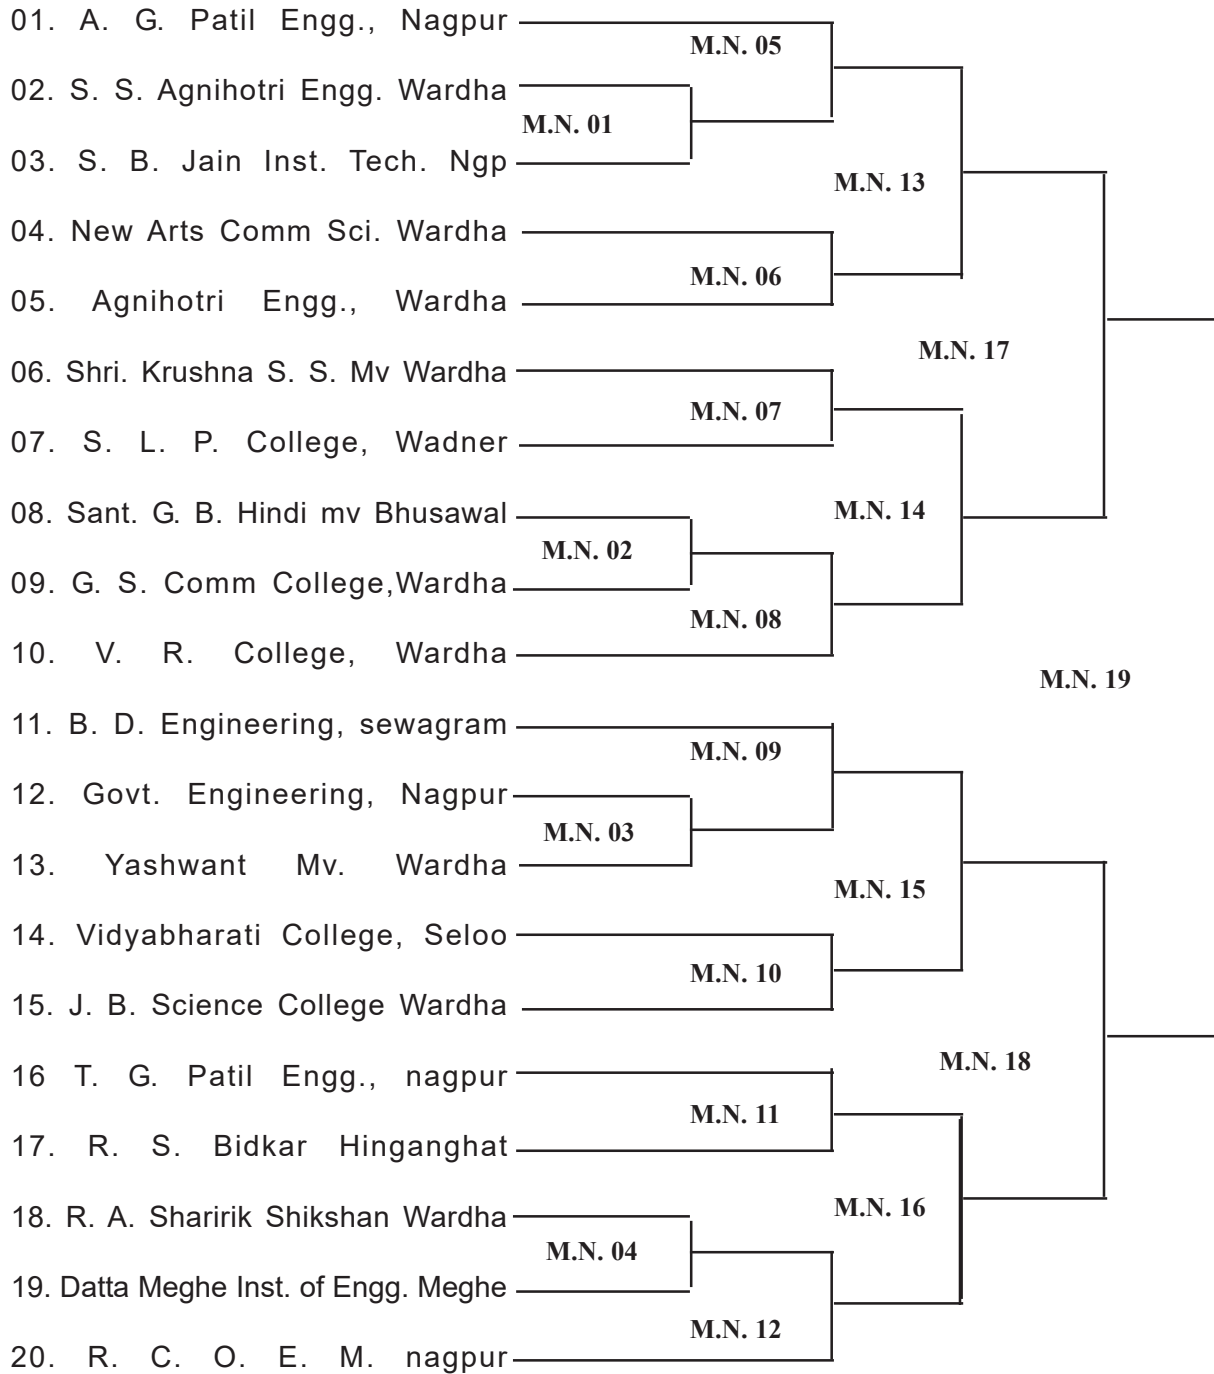 01. A. G. Patil Engg., Nagpur
M.N. 05
02. S. S. Agnihotri Engg. Wardha
M.N. 01
03. S. B. Jain Inst. Tech. Ngp
M.N. 13
04. New Arts Comm Sci. Wardha
M.N. 06
05. Agnihotri Engg., Wardha
M.N. 17
06. Shri. Krushna S. S. Mv Wardha
M.N. 07
07. S. L. P. College, Wadner
08. Sant. G. B. Hindi mv Bhusawal
M.N. 14
M.N. 02
09. G. S. Comm College,Wardha
M.N. 08
10. V. R. College, Wardha
M.N. 19
11. B. D. Engineering, sewagram
M.N. 09
12. Govt. Engineering, Nagpur
M.N. 03
13. Yashwant Mv. Wardha
M.N. 15
14. Vidyabharati College, Seloo
M.N. 10
15. J. B. Science College Wardha
M.N. 18
16 T. G. Patil Engg., nagpur
M.N. 11
17. R. S. Bidkar Hinganghat
M.N. 16
18. R. A. Sharirik Shikshan Wardha
M.N. 04
19. Datta Meghe Inst. of Engg. Meghe
M.N. 12
20. R. C. O. E. M. nagpur